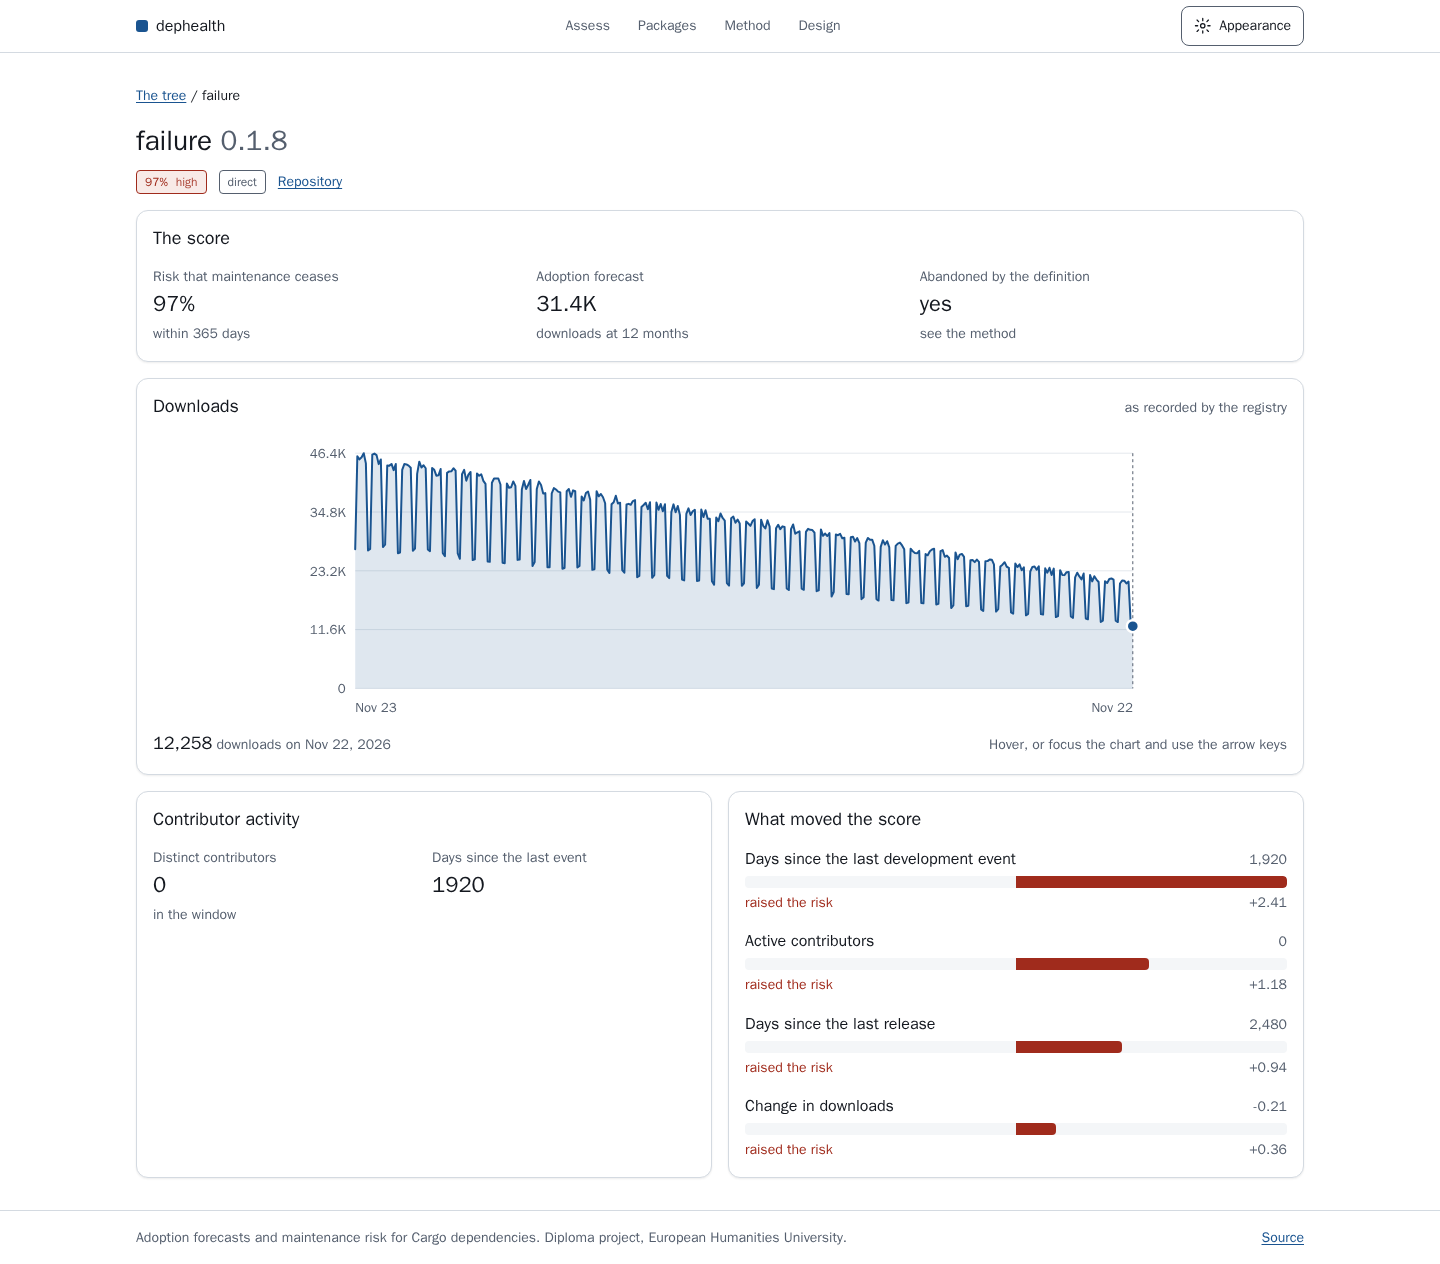 dephealth
Assess Packages Method Design
Appearance
The tree / failure
failure 0.1.8
97% high direct Repository
The score
Risk that maintenance ceases
97%
within 365 days
Adoption forecast
31.4K
downloads at 12 months
Abandoned by the definition
yes
see the method
Downloads
as recorded by the registry
46.4K
34.8K
23.2K
11.6K
0
Nov 23 Nov 22
12,258 downloads on Nov 22, 2026
Hover, or focus the chart and use the arrow keys
Contributor activity
Distinct contributors
0
in the window
Days since the last event
1920
What moved the score
Days since the last development event 1,920
raised the risk +2.41
Active contributors 0
raised the risk +1.18
Days since the last release 2,480
raised the risk +0.94
Change in downloads -0.21
raised the risk +0.36
Adoption forecasts and maintenance risk for Cargo dependencies. Diploma project, European Humanities University.
Source